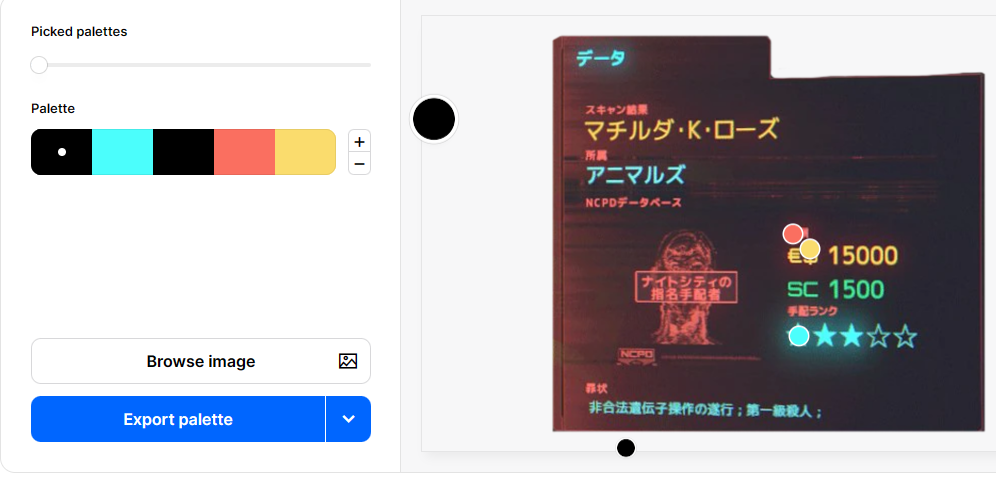 Picked palettes
Palette
+
−
Browse image
Export palette
データ
スキャン結果
マチルダ・K・ローズ
所属
アニマルズ
NCPDデータベース
ナイトシティの
指名手配者
NCPD
€$ 15000
SC 1500
手配ランク
★★☆☆
罪状
非合法遺伝子操作の遂行；第一級殺人；